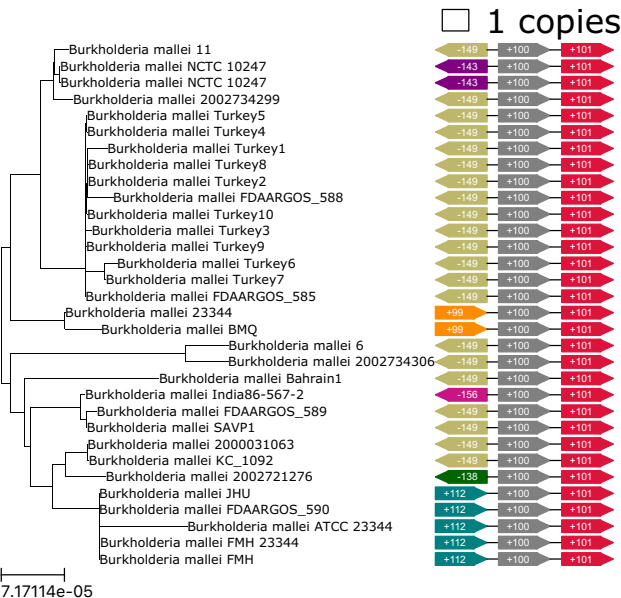 1 copies
Burkholderia mallei 11 -149 +100 +101
Burkholderia mallei NCTC 10247 -143 +100 +101
Burkholderia mallei NCTC 10247 -143 +100 +101
Burkholderia mallei 2002734299 -149 +100 +101
Burkholderia mallei Turkey5 -149 +100 +101
Burkholderia mallei Turkey4 -149 +100 +101
Burkholderia mallei Turkey1 -149 +100 +101
Burkholderia mallei Turkey8 -149 +100 +101
Burkholderia mallei Turkey2 -149 +100 +101
Burkholderia mallei FDAARGOS_588 -149 +100 +101
Burkholderia mallei Turkey10 -149 +100 +101
Burkholderia mallei Turkey3 -149 +100 +101
Burkholderia mallei Turkey9 -149 +100 +101
Burkholderia mallei Turkey6 -149 +100 +101
Burkholderia mallei Turkey7 -149 +100 +101
Burkholderia mallei FDAARGOS_585 -149 +100 +101
Burkholderia mallei 23344 +99 +100 +101
Burkholderia mallei BMQ +99 +100 +101
Burkholderia mallei 6 -149 +100 +101
Burkholderia mallei 2002734306 -149 +100 +101
Burkholderia mallei Bahrain1 -149 +100 +101
Burkholderia mallei India86-567-2 -156 +100 +101
Burkholderia mallei FDAARGOS_589 -149 +100 +101
Burkholderia mallei SAVP1 -149 +100 +101
Burkholderia mallei 2000031063 -149 +100 +101
Burkholderia mallei KC_1092 -149 +100 +101
Burkholderia mallei 2002721276 -138 +100 +101
Burkholderia mallei JHU +112 +100 +101
Burkholderia mallei FDAARGOS_590 +112 +100 +101
Burkholderia mallei ATCC 23344 +112 +100 +101
Burkholderia mallei FMH 23344 +112 +100 +101
Burkholderia mallei FMH +112 +100 +101
7.17114e-05